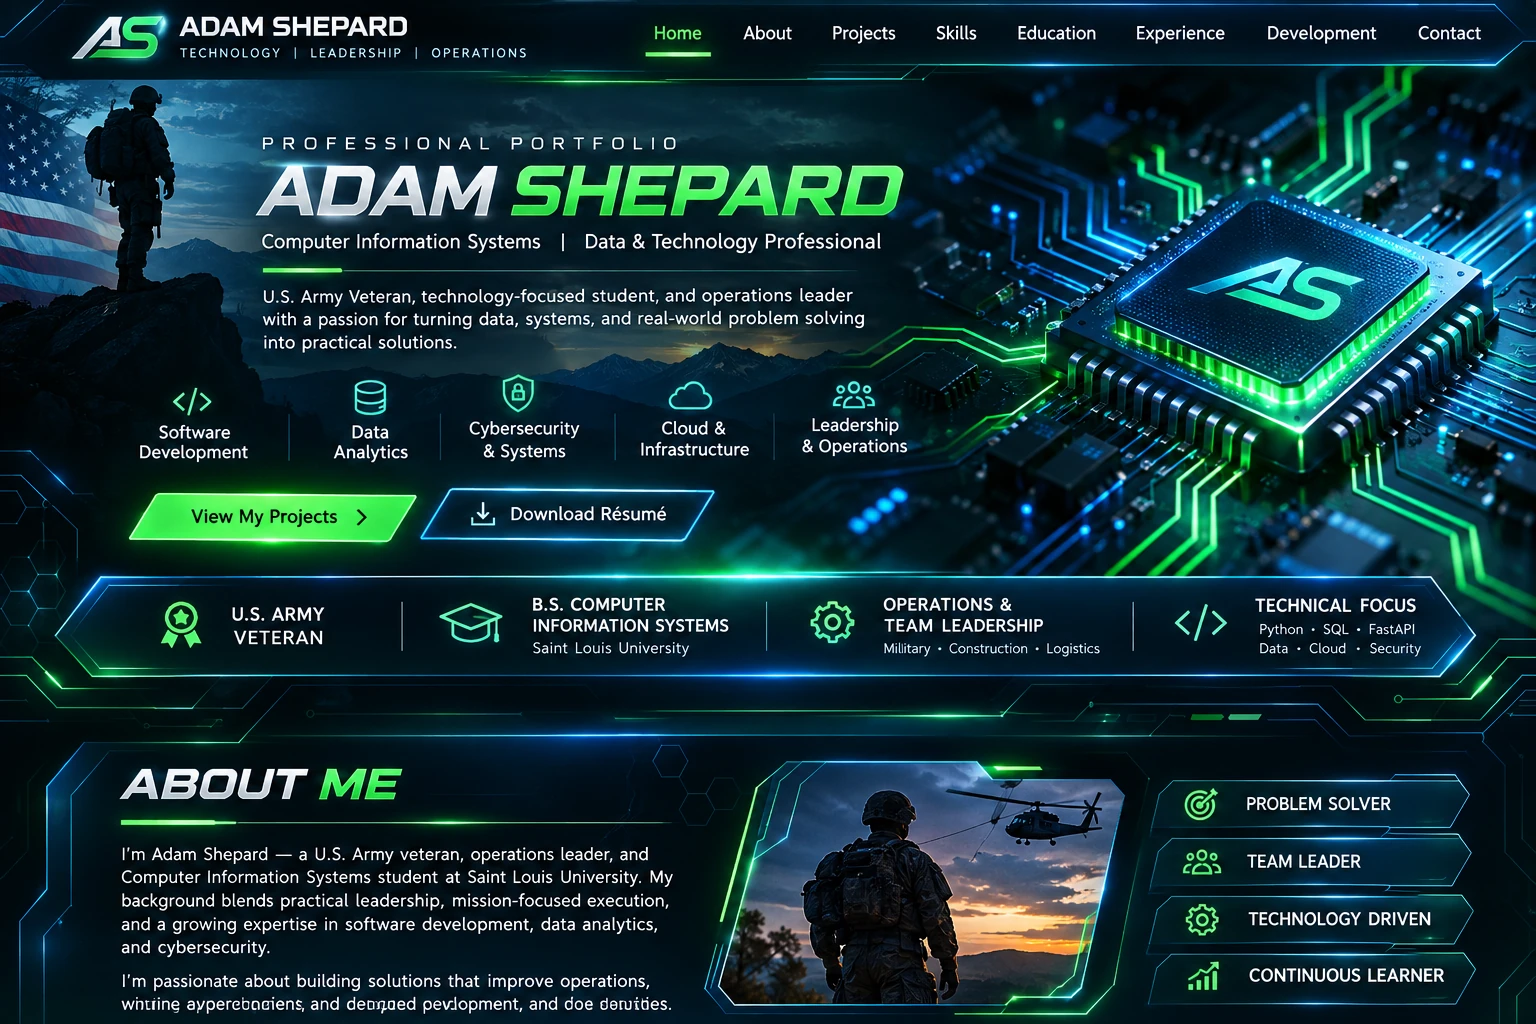 AS
ADAM SHEPARD
TECHNOLOGY | LEADERSHIP | OPERATIONS
Home
About
Projects
Skills
Education
Experience
Development
Contact
PROFESSIONAL PORTFOLIO
ADAM SHEPARD
Computer Information Systems | Data & Technology Professional
U.S. Army Veteran, technology-focused student, and operations leader
with a passion for turning data, systems, and real-world problem solving
into practical solutions.
AS
Software
Development
Data
Analytics
Cybersecurity
& Systems
Cloud &
Infrastructure
Leadership
& Operations
View My Projects
Download Résumé
U.S. ARMY
VETERAN
B.S. COMPUTER
INFORMATION SYSTEMS
Saint Louis University
OPERATIONS &
TEAM LEADERSHIP
Military • Construction • Logistics
TECHNICAL FOCUS
Python • SQL • FastAPI
Data • Cloud • Security
ABOUT ME
I'm Adam Shepard — a U.S. Army veteran, operations leader, and
Computer Information Systems student at Saint Louis University. My
background blends practical leadership, mission-focused execution,
and a growing expertise in software development, data analytics,
and cybersecurity.
I'm passionate about building solutions that improve operations,
and and doe
PROBLEM SOLVER
TEAM LEADER
TECHNOLOGY DRIVEN
CONTINUOUS LEARNER